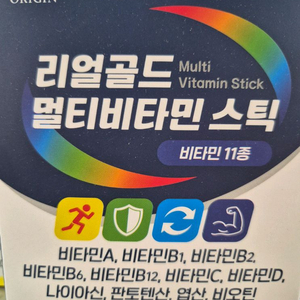 ORIGIN
리얼골드 Multi
Vitamin Stick
멀티비타민 스틱
비타민 11종
비타민A, 비타민B1, 비타민B2
비타민B6, 비타민B12, 비타민C, 비타민D,
나이아신, 판토텐산, 엽산, 비오틴